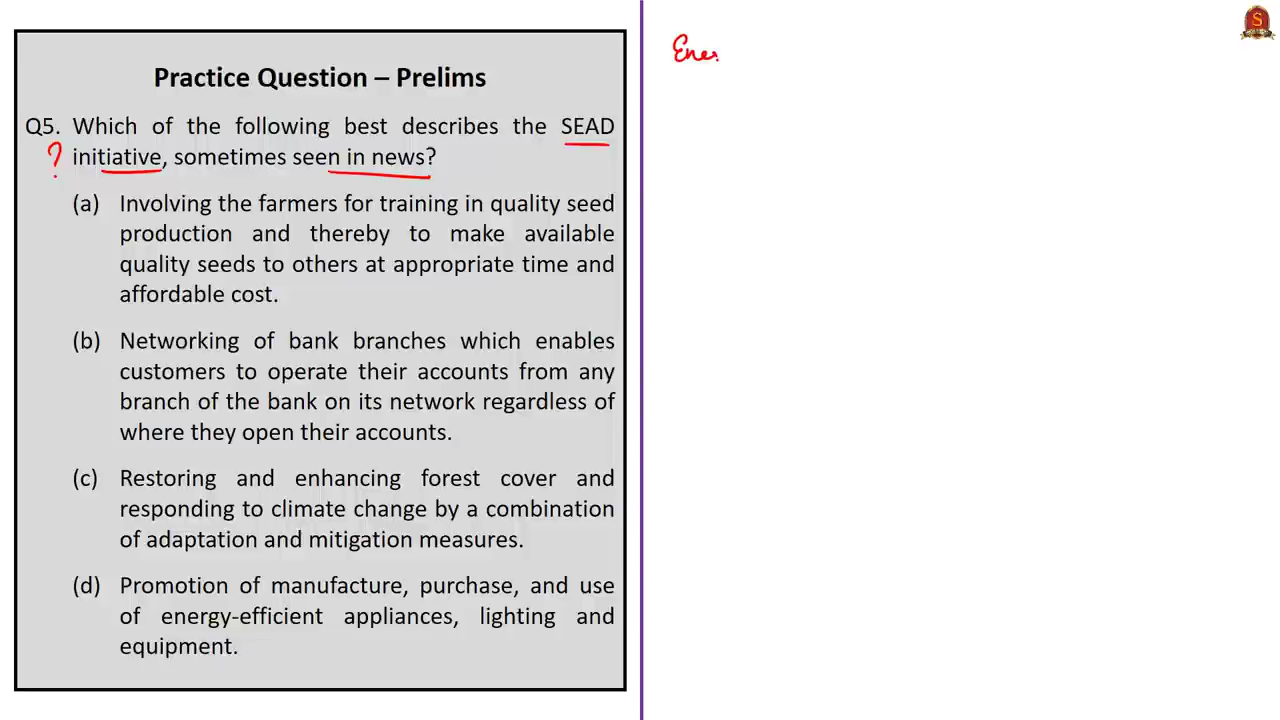 Practice Question – Prelims
Q5. Which of the following best describes the SEAD
? initiative, sometimes seen in news?
(a) Involving the farmers for training in quality seed
production and thereby to make available
quality seeds to others at appropriate time and
affordable cost.
(b) Networking of bank branches which enables
customers to operate their accounts from any
branch of the bank on its network regardless of
where they open their accounts.
(c) Restoring and enhancing forest cover and
responding to climate change by a combination
of adaptation and mitigation measures.
(d) Promotion of manufacture, purchase, and use
of energy-efficient appliances, lighting and
equipment.
Ene
S